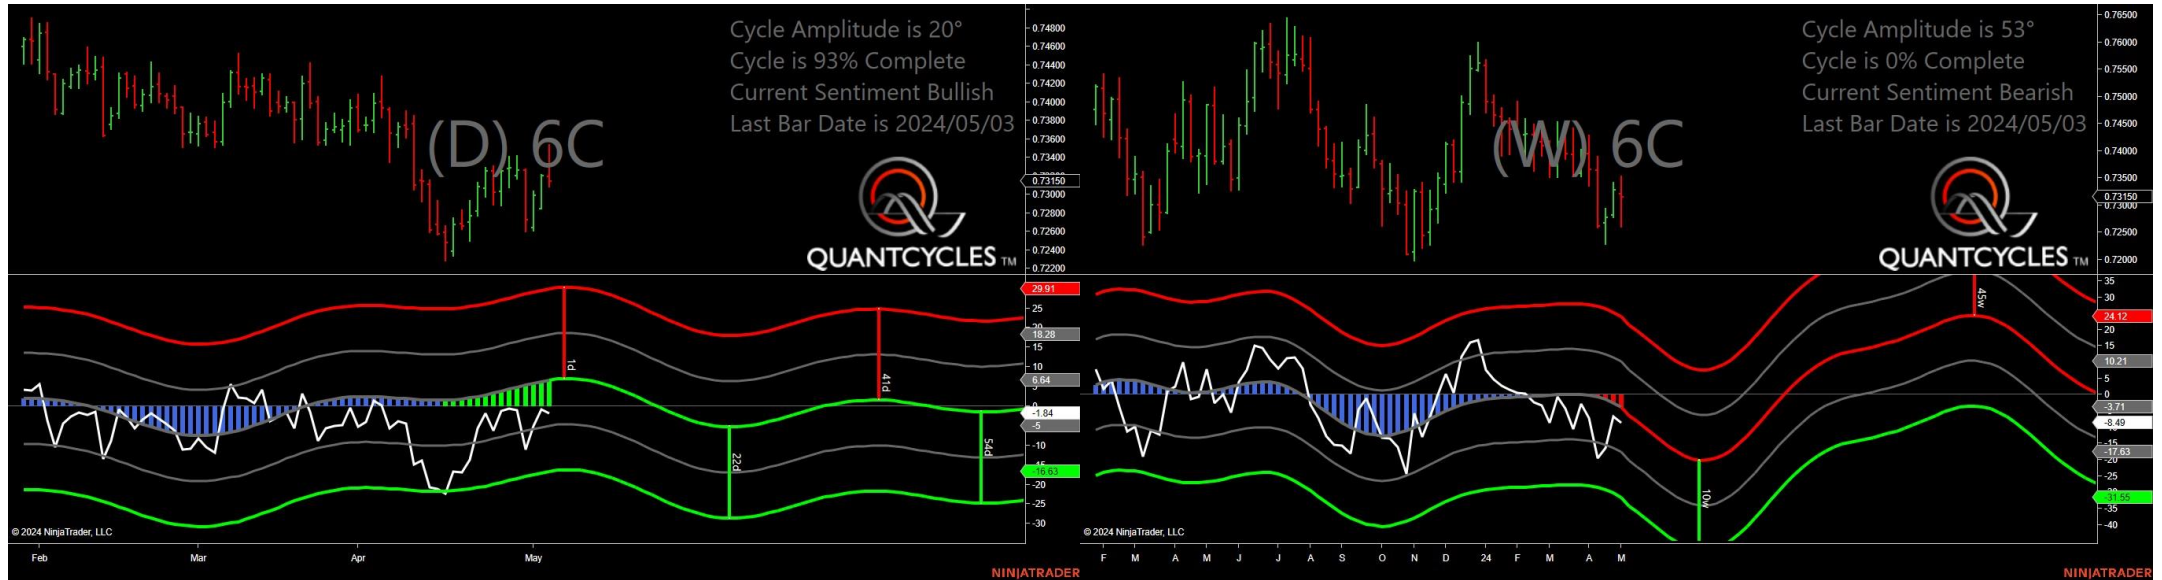 Cycle Amplitude is 20°
Cycle is 93% Complete
Current Sentiment Bullish
Last Bar Date is 2024/05/03
(D) 6C
QUANTCYCLES TM
0.74800
0.74600
0.74400
0.74200
0.74000
0.73800
0.73600
0.73400
0.73150
0.73000
0.72800
0.72600
0.72400
0.72200
29.91
25
18.28
15
10
6.64
-1.84
-5
-10
-16.63
-20
-25
-30
1d
22d
41d
54d
© 2024 NinjaTrader, LLC
Feb Mar Apr May
NINJATRADER
Cycle Amplitude is 53°
Cycle is 0% Complete
Current Sentiment Bearish
Last Bar Date is 2024/05/03
(W) 6C
QUANTCYCLES TM
0.76500
0.76000
0.75500
0.75000
0.74500
0.74000
0.73500
0.73150
0.73000
0.72500
0.72000
35
30
24.12
20
15
10.21
5
0
-3.71
-8.49
-15
-17.63
-25
-31.55
-35
-40
10w
45w
© 2024 NinjaTrader, LLC
F M A M J J A S O N D 24 F M A M
NINJATRADER